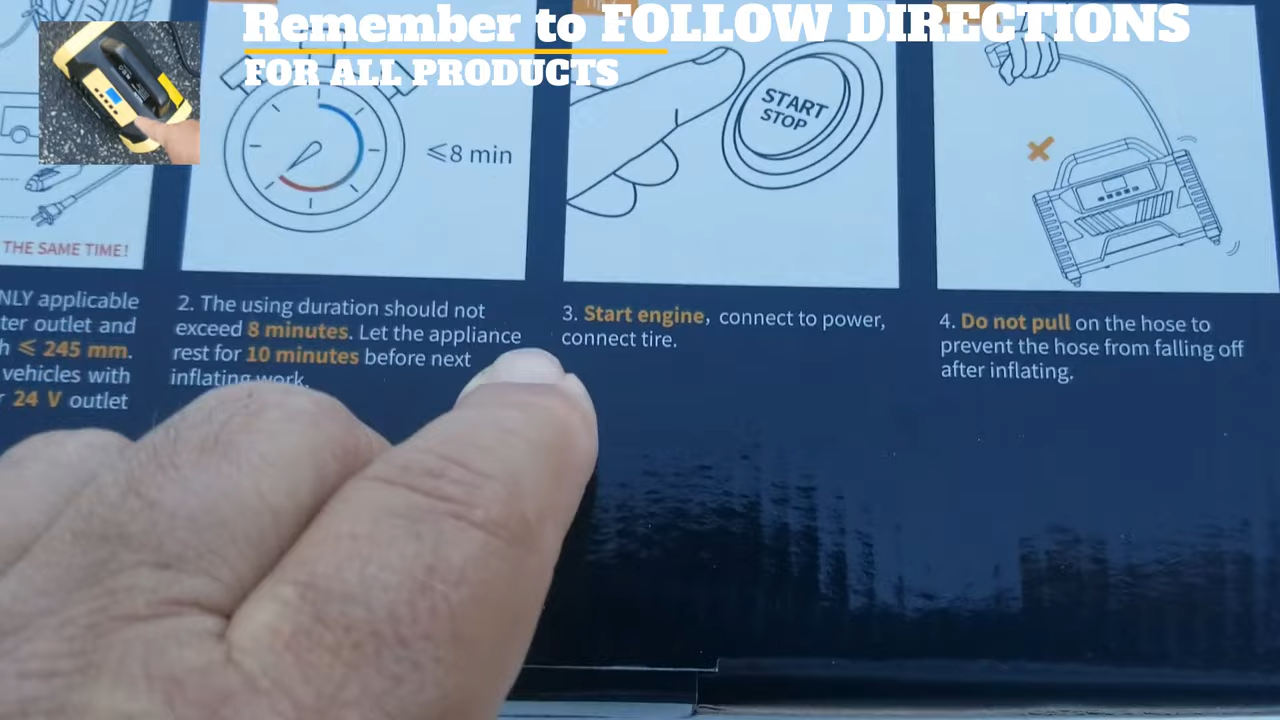 Remember to FOLLOW DIRECTIONS
FOR ALL PRODUCTS
≤8 min
START
STOP
THE SAME TIME!
applicable
outlet and
≤ 245 mm.
vehicles with
24 V outlet
2. The using duration should not
exceed 8 minutes. Let the appliance
rest for 10 minutes before next
inflating work.
3. Start engine, connect to power,
connect tire.
4. Do not pull on the hose to
prevent the hose from falling off
after inflating.